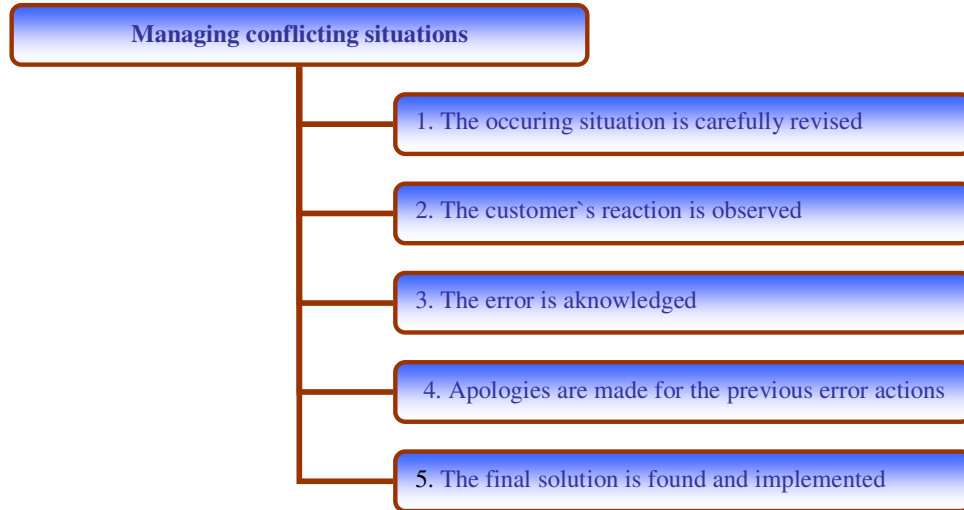 Managing conflicting situations
1. The occuring situation is carefully revised
2. The customer`s reaction is observed
3. The error is aknowledged
4. Apologies are made for the previous error actions
5. The final solution is found and implemented